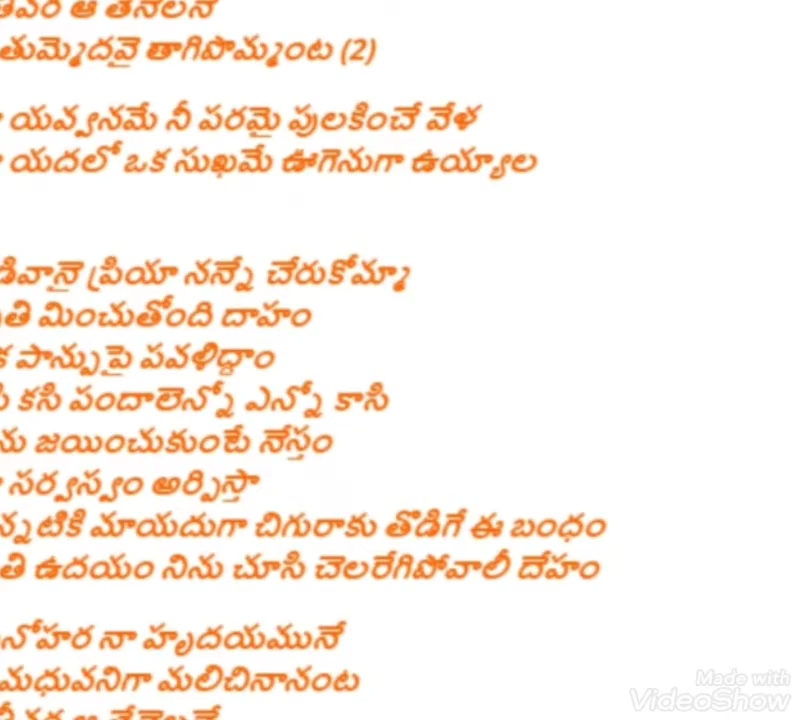 ఆ తేనెలనే
తుమ్మెదవై తాగిపొమ్మంట (2)
యవ్వనమే నీ పరమై పులకించే వేళ
యదలో ఒక సుఖమే ఊగెనుగా ఉయ్యాల
ప్రియా నన్నే చేరుకోమ్మా
మించుతోంది దాహం
పాన్పుపై పవళిద్దాం
కసి పందాలెన్నో ఎన్నో కాసి
జయించుకుంటే నేస్తం
సర్వస్వం అర్పిస్తా
మాయదుగా చిగురాకు తొడిగే ఈ బంధం
ఉదయం నిను చూసి చెలరేగిపోవాలీ దేహం
నా హృదయమునే
మధువనిగా మలిచినానంట
Made with
VideoShow